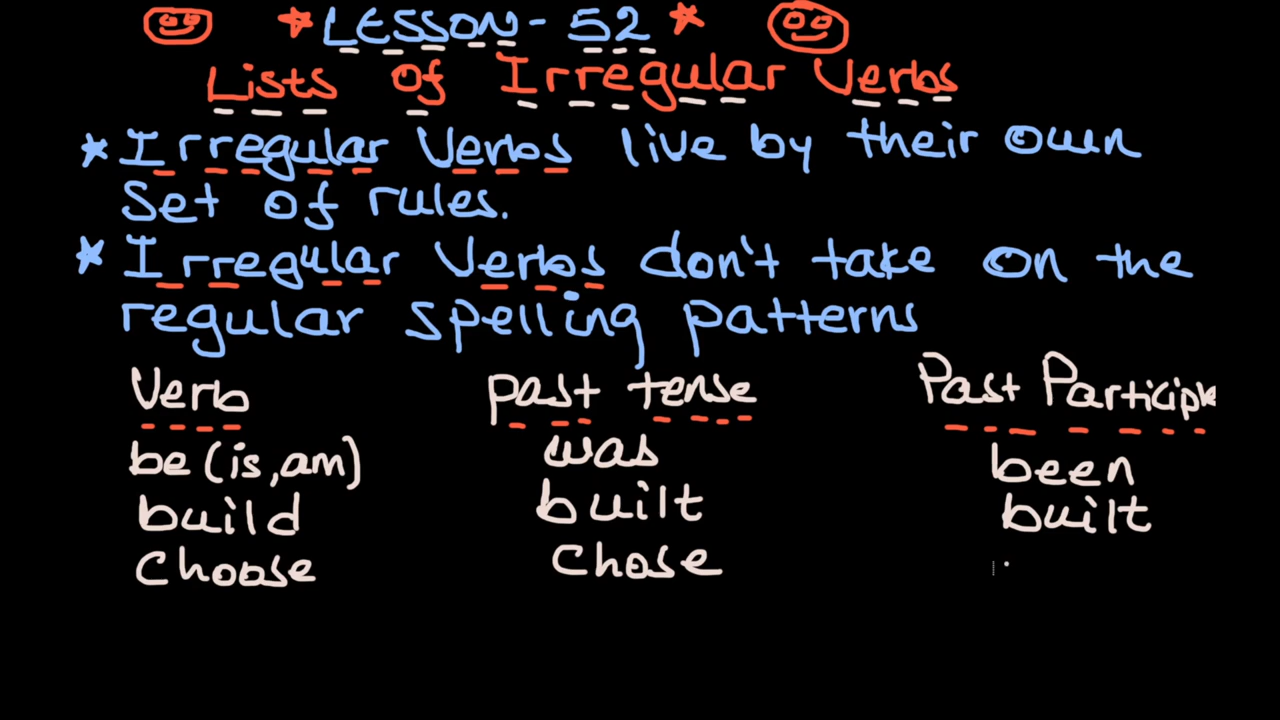 * LESSON - 52 *
Lists of Irregular Verbs
* Irregular Verbs live by their own
Set of rules.
* Irregular Verbs don't take on the
regular spelling patterns
Verb past tense Past Participle
be (is, am) was been
build built built
Choose Chose